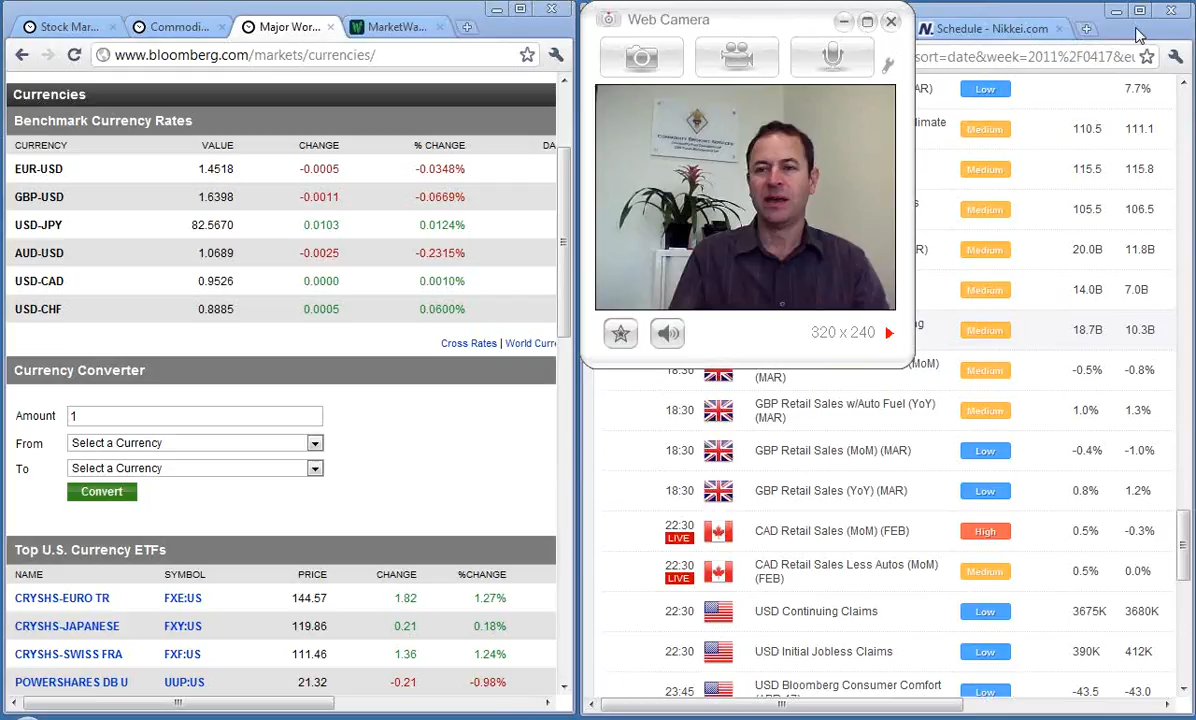 Stock Mar...
Commodi...
Major Wor...
MarketWa...
www.bloomberg.com/markets/currencies/
Currencies
Benchmark Currency Rates
CURRENCY VALUE CHANGE % CHANGE DA
EUR-USD 1.4518 -0.0005 -0.0348%
GBP-USD 1.6398 -0.0011 -0.0669%
USD-JPY 82.5670 0.0103 0.0124%
AUD-USD 1.0689 -0.0025 -0.2315%
USD-CAD 0.9526 0.0000 0.0010%
USD-CHF 0.8885 0.0005 0.0600%
Cross Rates | World Curre
Currency Converter
Amount 1
From Select a Currency
To Select a Currency
Convert
Top U.S. Currency ETFs
NAME SYMBOL PRICE CHANGE %CHANGE
CRYSHS-EURO TR FXE:US 144.57 1.82 1.27%
CRYSHS-JAPANESE FXY:US 119.86 0.21 0.18%
CRYSHS-SWISS FRA FXF:US 111.46 1.36 1.24%
POWERSHARES DB U UUP:US 21.32 -0.21 -0.98%
Web Camera
320 x 240
Schedule - Nikkei.com
sort=date&week=2011%2F0417&eu
AR) Low 7.7%
imate Medium 110.5 111.1
Medium 115.5 115.8
s Medium 105.5 106.5
R) Medium 20.0B 11.8B
Medium 14.0B 7.0B
ng Medium 18.7B 10.3B
18:30 (MoM)
(MAR) Medium -0.5% -0.8%
18:30 GBP Retail Sales w/Auto Fuel (YoY)
(MAR) Medium 1.0% 1.3%
18:30 GBP Retail Sales (MoM) (MAR) Low -0.4% -1.0%
18:30 GBP Retail Sales (YoY) (MAR) Low 0.8% 1.2%
22:30
LIVE CAD Retail Sales (MoM) (FEB) High 0.5% -0.3%
22:30 CAD Retail Sales Less Autos (MoM)
LIVE (FEB) Medium 0.5% 0.0%
22:30 USD Continuing Claims Low 3675K 3680K
22:30 USD Initial Jobless Claims Low 390K 412K
23:45 USD Bloomberg Consumer Comfort Low -43.5 -43.0